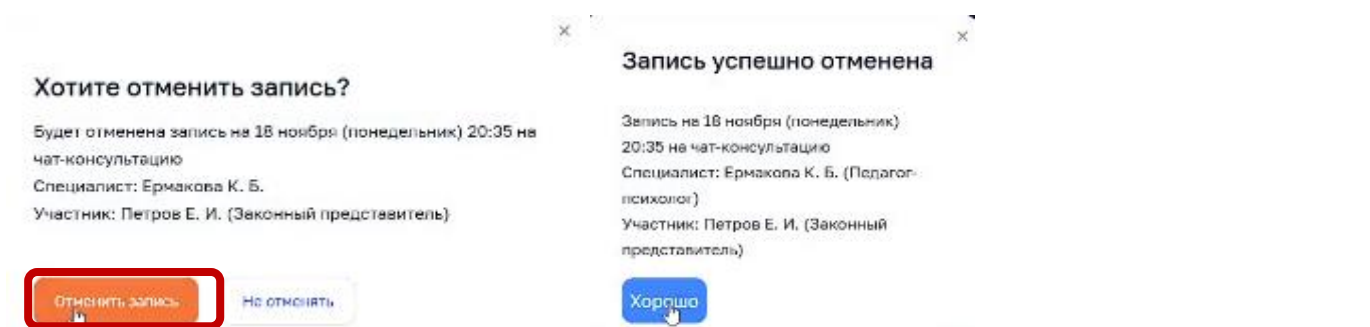 Хотите отменить запись?
Будет отменена запись на 18 ноября (понедельник) 20:35 на
чат-консультацию
Специалист: Ермакова К. Б.
Участник: Петров Е. И. (Законный представитель)
Отменить запись
Не отменять
Запись успешно отменена
Запись на 18 ноября (понедельник)
20:35 на чат-консультацию
Специалист: Ермакова К. Б. (Педагог-
психолог)
Участник: Петров Е. И. (Законный
представитель)
Хорошо